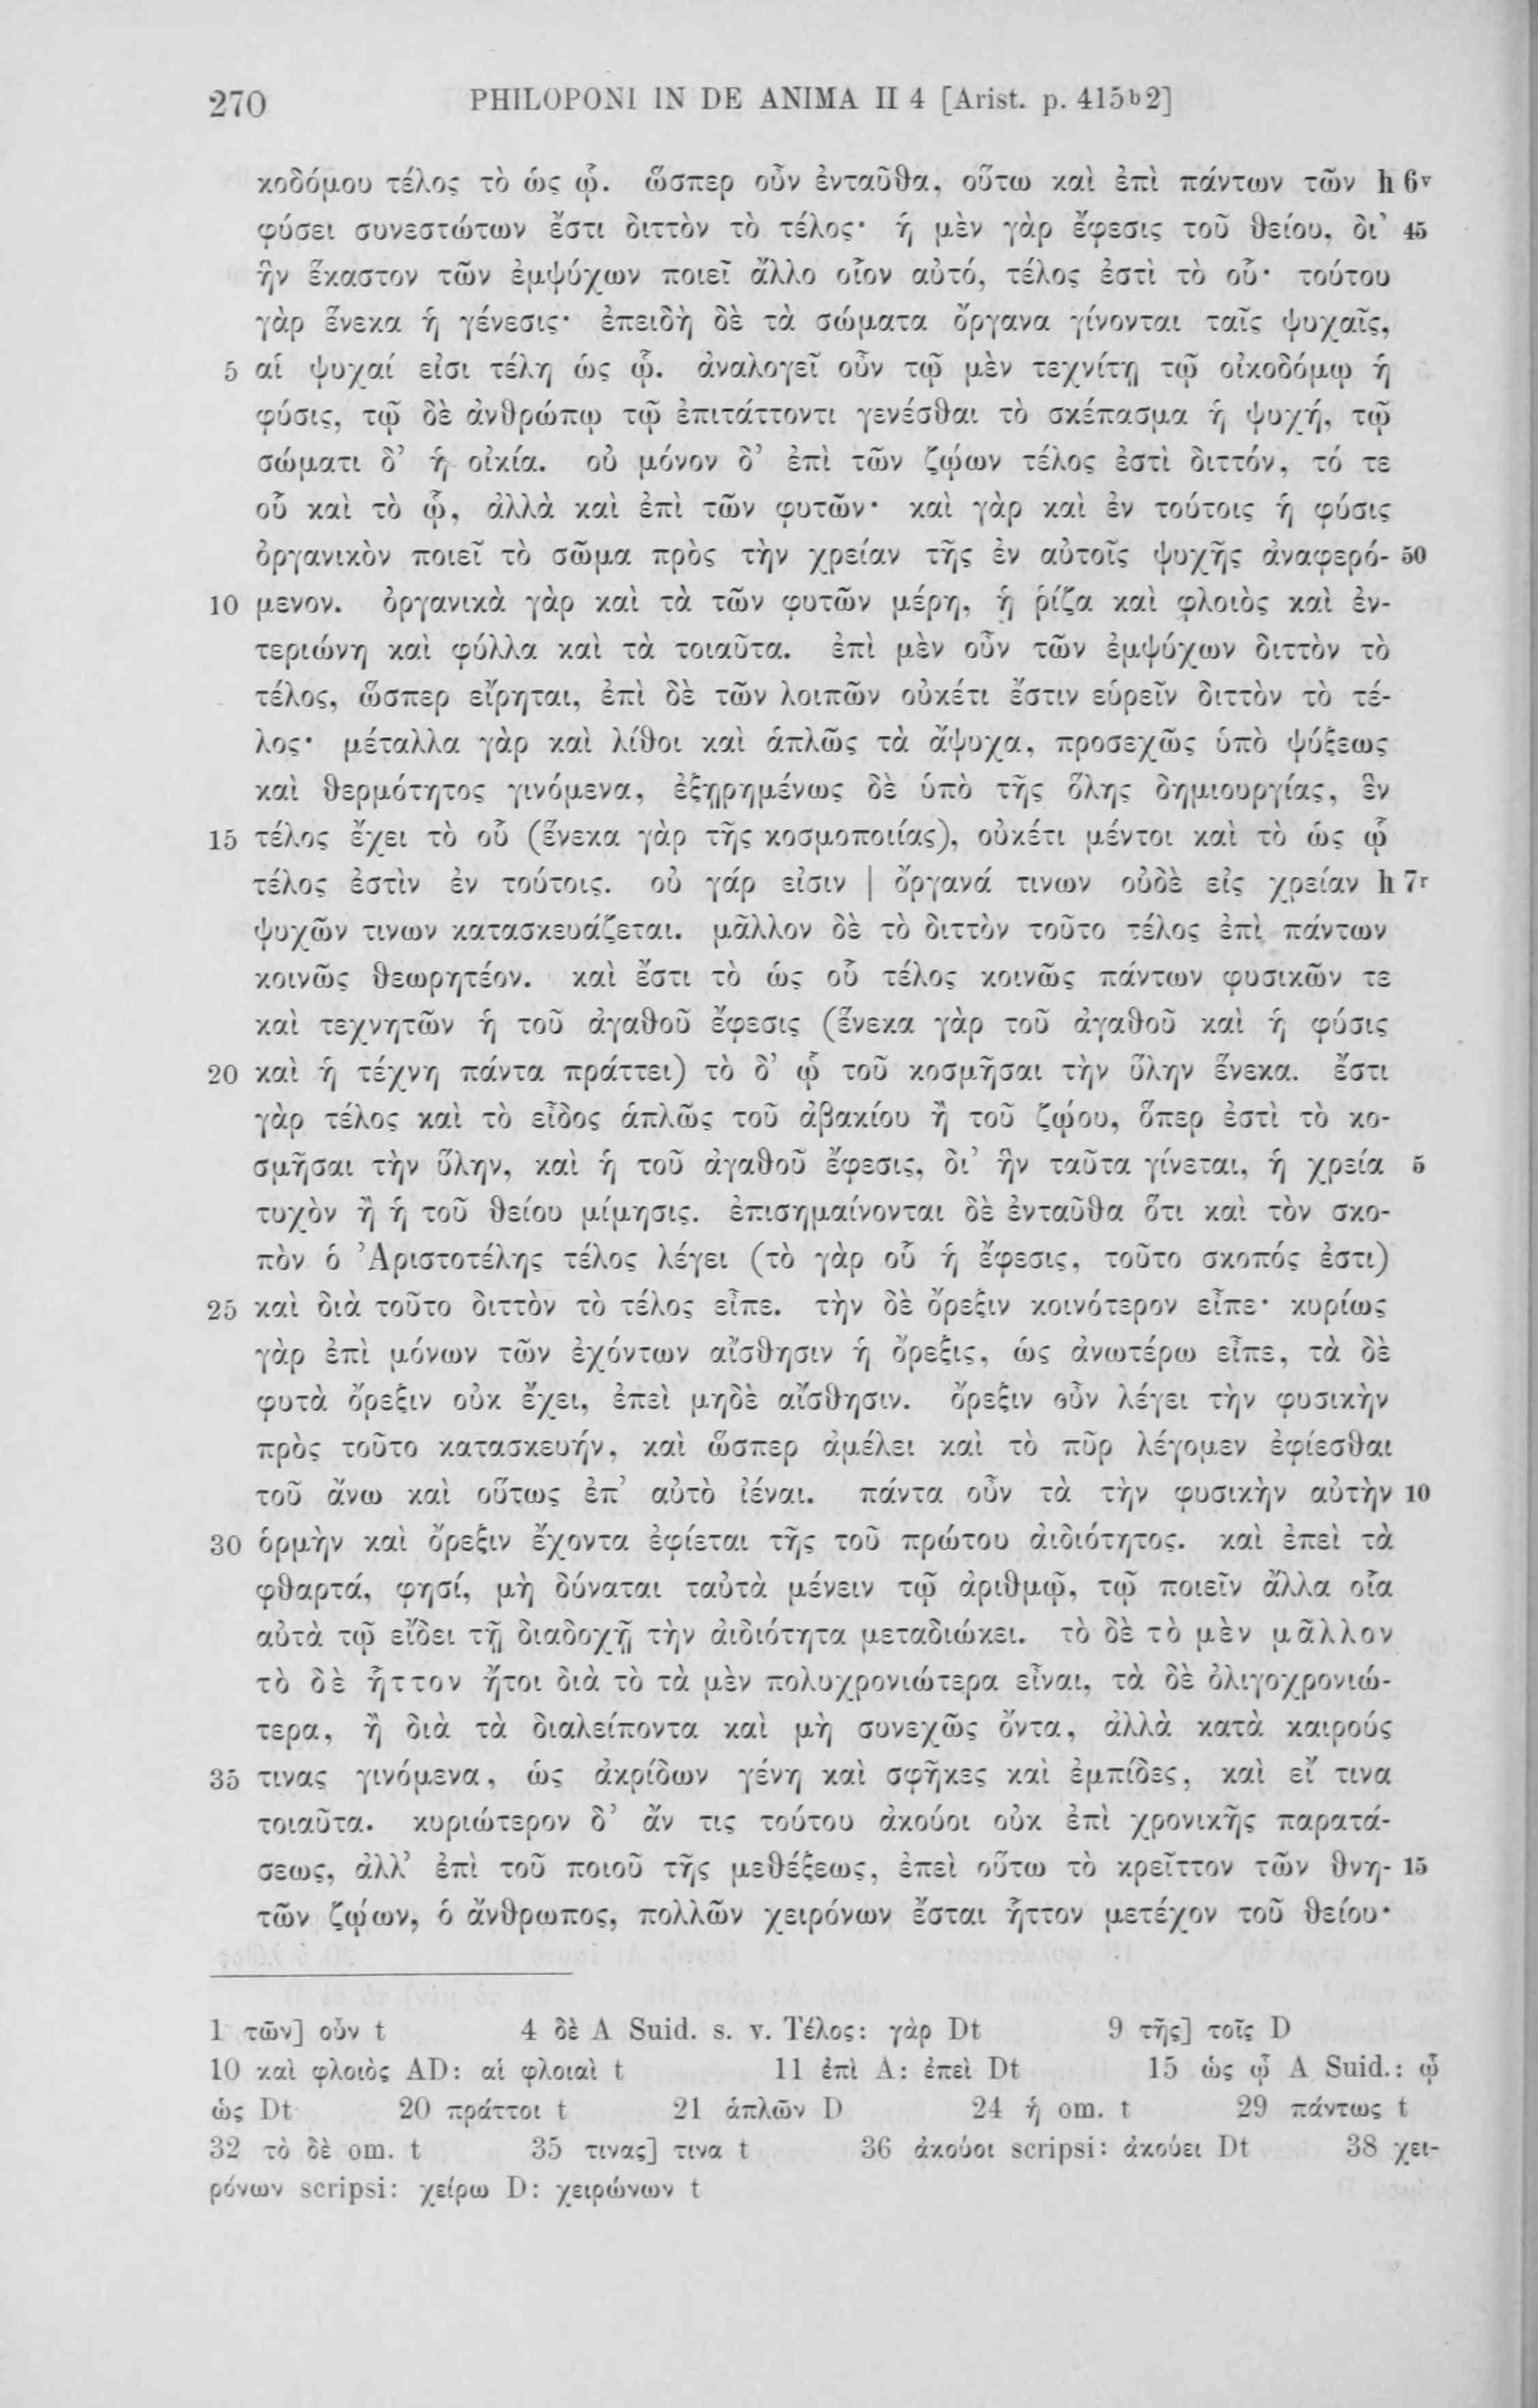 270 PHILOPONI IN DE ANIMA II 4 [Arist. p. 415b2]
κοδόμου τέλος τὸ ὡς ᾧ. ὥσπερ οὖν ἐνταῦθα, οὕτω καὶ ἐπὶ πάντων τῶν h 6v
φύσει συνεστώτων ἔστι διττὸν τὸ τέλος· ἡ μὲν γὰρ ἔφεσις τοῦ θείου, δι’ 45
ἣν ἕκαστον τῶν ἐμψύχων ποιεῖ ἄλλο οἷον αὐτό, τέλος ἐστὶ τὸ οὗ· τούτου
γὰρ ἕνεκα ἡ γένεσις· ἐπειδὴ δὲ τὰ σώματα ὄργανα γίνονται ταῖς ψυχαῖς,
5 αἱ ψυχαί εἰσι τέλη ὡς ᾧ. ἀναλογεῖ οὖν τῷ μὲν τεχνίτῃ τῷ οἰκοδόμῳ ἡ
φύσις, τῷ δὲ ἀνθρώπῳ τῷ ἐπιτάττοντι γενέσθαι τὸ σκέπασμα ἡ ψυχή, τῷ
σώματι δ’ ἡ οἰκία. οὐ μόνον δ’ ἐπὶ τῶν ζῴων τέλος ἐστὶ διττόν, τό τε
οὗ καὶ τὸ ᾧ, ἀλλὰ καὶ ἐπὶ τῶν φυτῶν· καὶ γὰρ καὶ ἐν τούτοις ἡ φύσις
ὀργανικὸν ποιεῖ τὸ σῶμα πρὸς τὴν χρείαν τῆς ἐν αὐτοῖς ψυχῆς ἀναφερό- 50
10 μενον. ὀργανικὰ γὰρ καὶ τὰ τῶν φυτῶν μέρη, ἡ ῥίζα καὶ φλοιὸς καὶ ἐν-
τεριώνη καὶ φύλλα καὶ τὰ τοιαῦτα. ἐπὶ μὲν οὖν τῶν ἐμψύχων διττὸν τὸ
τέλος, ὥσπερ εἴρηται, ἐπὶ δὲ τῶν λοιπῶν οὐκέτι ἔστιν εὑρεῖν διττὸν τὸ τέ-
λος· μέταλλα γὰρ καὶ λίθοι καὶ ἁπλῶς τὰ ἄψυχα, προσεχῶς ὑπὸ ψύξεως
καὶ θερμότητος γινόμενα, ἐξῃρημένως δὲ ὑπὸ τῆς ὅλης δημιουργίας, ἓν
15 τέλος ἔχει τὸ οὗ (ἕνεκα γὰρ τῆς κοσμοποιίας), οὐκέτι μέντοι καὶ τὸ ὡς ᾧ
τέλος ἐστὶν ἐν τούτοις. οὐ γάρ εἰσιν | ὄργανά τινων οὐδὲ εἰς χρείαν h 7r
ψυχῶν τινων κατασκευάζεται. μᾶλλον δὲ τὸ διττὸν τοῦτο τέλος ἐπὶ πάντων
κοινῶς θεωρητέον. καὶ ἔστι τὸ ὡς οὗ τέλος κοινῶς πάντων φυσικῶν τε
καὶ τεχνητῶν ἡ τοῦ ἀγαθοῦ ἔφεσις (ἕνεκα γὰρ τοῦ ἀγαθοῦ καὶ ἡ φύσις
20 καὶ ἡ τέχνη πάντα πράττει) τὸ δ’ ᾧ τοῦ κοσμῆσαι τὴν ὕλην ἕνεκα. ἔστι
γὰρ τέλος καὶ τὸ εἶδος ἁπλῶς τοῦ ἀβακίου ἢ τοῦ ζῴου, ὅπερ ἐστὶ τὸ κο-
σμῆσαι τὴν ὕλην, καὶ ἡ τοῦ ἀγαθοῦ ἔφεσις, δι’ ἣν ταῦτα γίνεται, ἡ χρεία 5
τυχὸν ἢ ἡ τοῦ θείου μίμησις. ἐπισημαίνονται δὲ ἐνταῦθα ὅτι καὶ τὸν σκο-
πὸν ὁ Ἀριστοτέλης τέλος λέγει (τὸ γὰρ οὗ ἡ ἔφεσις, τοῦτο σκοπός ἐστι)
25 καὶ διὰ τοῦτο διττὸν τὸ τέλος εἶπε. τὴν δὲ ὄρεξιν κοινότερον εἶπε· κυρίως
γὰρ ἐπὶ μόνων τῶν ἐχόντων αἴσθησιν ἡ ὄρεξις, ὡς ἀνωτέρω εἶπε, τὰ δὲ
φυτὰ ὄρεξιν οὐκ ἔχει, ἐπεὶ μηδὲ αἴσθησιν. ὄρεξιν οὖν λέγει τὴν φυσικὴν
πρὸς τοῦτο κατασκευήν, καὶ ὥσπερ ἀμέλει καὶ τὸ πῦρ λέγομεν ἐφίεσθαι
τοῦ ἄνω καὶ οὕτως ἐπ’ αὐτὸ ἰέναι. πάντα οὖν τὰ τὴν φυσικὴν αὐτὴν 10
30 ὁρμὴν καὶ ὄρεξιν ἔχοντα ἐφίεται τῆς τοῦ πρώτου ἀιδιότητος. καὶ ἐπεὶ τὰ
φθαρτά, φησί, μὴ δύναται ταὐτὰ μένειν τῷ ἀριθμῷ, τῷ ποιεῖν ἄλλα οἷα
αὐτὰ τῷ εἴδει τῇ διαδοχῇ τὴν ἀιδιότητα μεταδιώκει. τὸ δὲ τὸ μὲν μᾶλλον
τὸ δὲ ἧττον ἤτοι διὰ τὸ τὰ μὲν πολυχρονιώτερα εἶναι, τὰ δὲ ὀλιγοχρονιώ-
τερα, ἢ διὰ τὰ διαλείποντα καὶ μὴ συνεχῶς ὄντα, ἀλλὰ κατὰ καιρούς
35 τινας γινόμενα, ὡς ἀκρίδων γένη καὶ σφῆκες καὶ ἐμπίδες, καὶ εἴ τινα
τοιαῦτα. κυριώτερον δ’ ἄν τις τούτου ἀκούοι οὐκ ἐπὶ χρονικῆς παρατά-
σεως, ἀλλ’ ἐπὶ τοῦ ποιοῦ τῆς μεθέξεως, ἐπεὶ οὕτω τὸ κρεῖττον τῶν θνη- 15
τῶν ζῴων, ὁ ἄνθρωπος, πολλῶν χειρόνων ἔσται ἧττον μετέχον τοῦ θείου·
1 τῶν] οὖν t 4 δὲ A Suid. s. v. Τέλος: γὰρ Dt 9 τῆς] τοῖς D
10 καὶ φλοιὸς AD: αἱ φλοιαὶ t 11 ἐπὶ A: ἐπεὶ Dt 15 ὡς ᾧ A Suid.: ᾧ
ὡς Dt 20 πράττοι t 21 ἁπλῶν D 24 ἡ om. t 29 πάντως t
32 τὸ δὲ om. t 35 τινας] τινα t 36 ἀκούοι scripsi: ἀκούει Dt 38 χει-
ρόνων scripsi: χείρω D: χειρώνων t